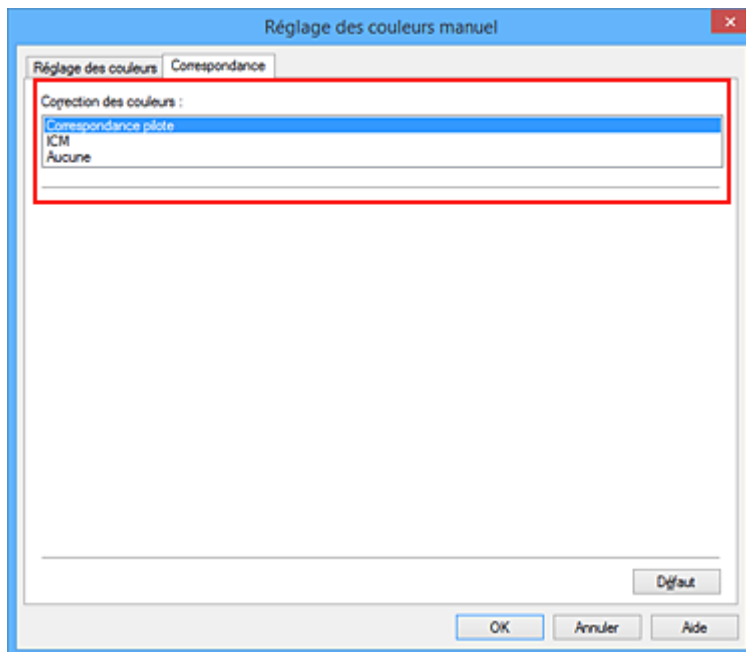 Réglage des couleurs manuel
Réglage des couleurs Correspondance
Correction des couleurs :
Correspondance pilote
ICM
Aucune
Défaut
OK Annuler Aide